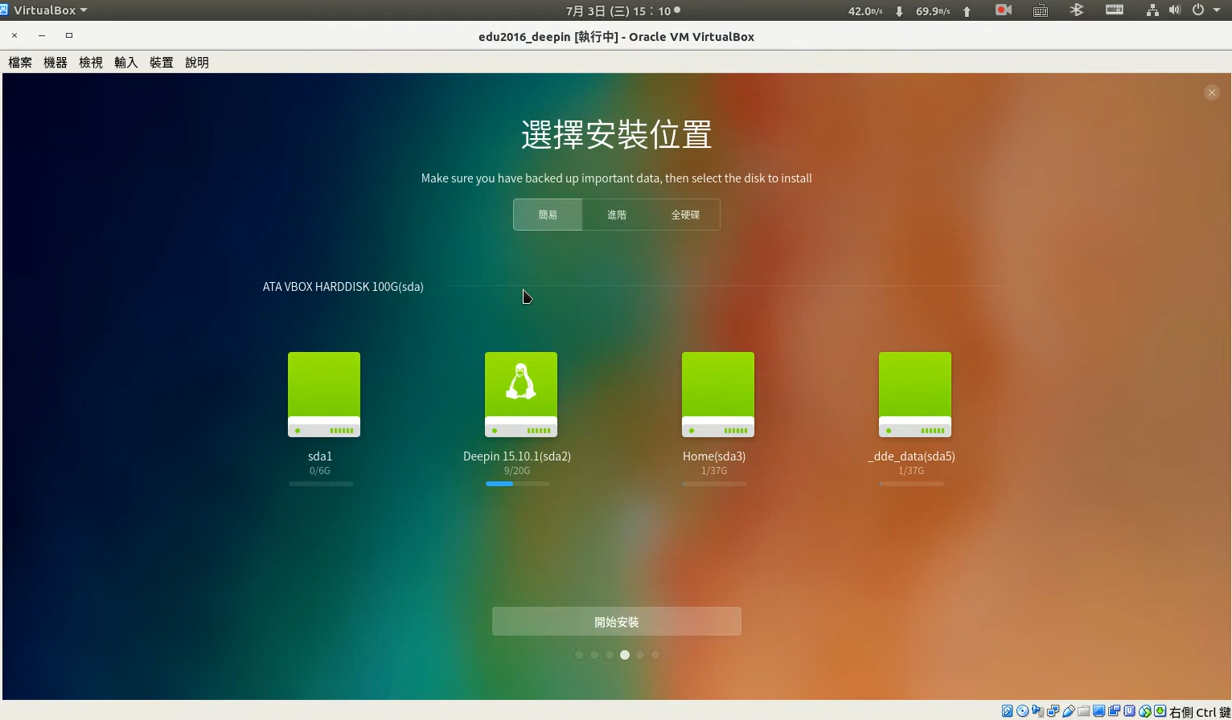 VirtualBox
7月 3日 (三) 15：10
42.0B/s
69.9B/s
edu2016_deepin [執行中] - Oracle VM VirtualBox
檔案 機器 檢視 輸入 裝置 說明
選擇安裝位置
Make sure you have backed up important data, then select the disk to install
簡易 進階 全硬碟
ATA VBOX HARDDISK 100G(sda)
sda1 Deepin 15.10.1(sda2) Home(sda3) _dde_data(sda5)
0/6G 9/20G 1/37G 1/37G
開始安裝
右側 Ctrl 鍵